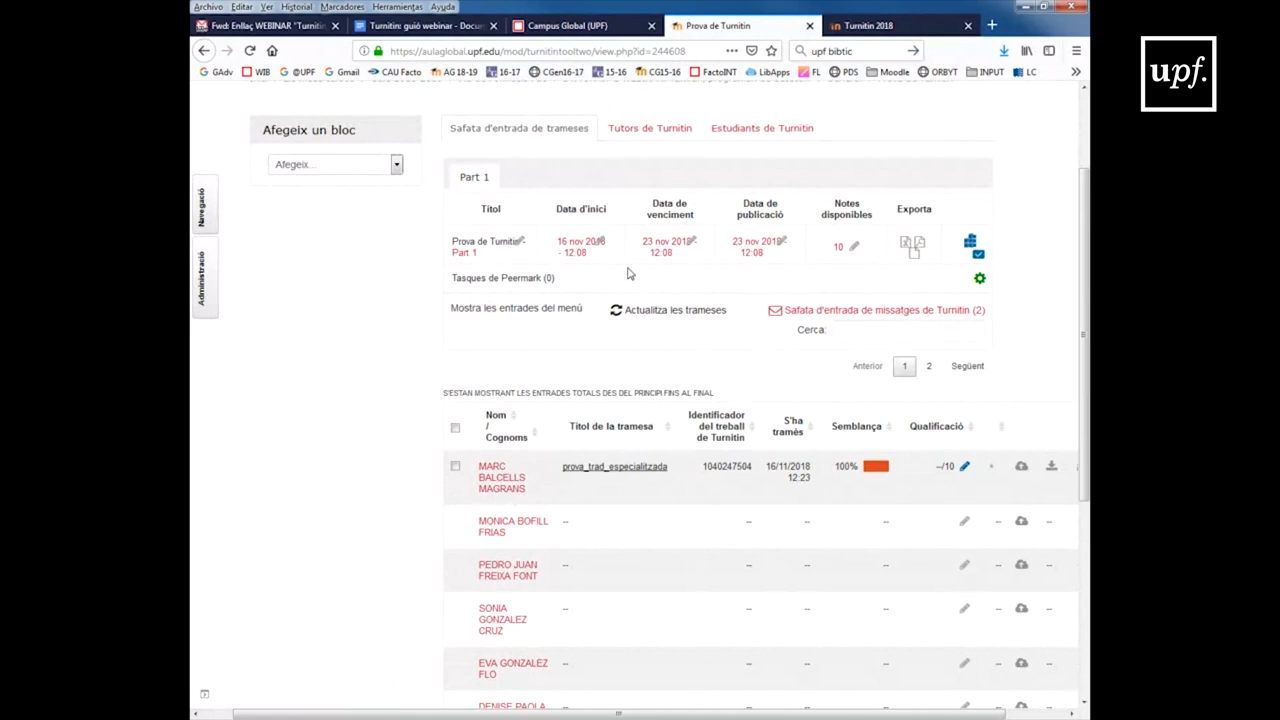 Archivo Editar Ver Historial Marcadores Herramientas Ayuda
Fwd: Enllaç WEBINAR "Turnitin
Turnitin: guió webinar - Docum
Campus Global (UPF)
Prova de Turnitin
Turnitin 2018
https://aulaglobal.upf.edu/mod/turnitintooltwo/view.php?id=244608
upf bibtic
GAdv WIB @UPF Gmail CAU Facto AG 18-19 16-17 CGen16-17 15-16 CG15-16 FactoINT LibApps FL PDS Moodle ORBYT INPUT LC
upf.
Afegeix un bloc
Afegeix...
Navegació
Administració
Safata d'entrada de trameses Tutors de Turnitin Estudiants de Turnitin
Part 1
Títol Data d'inici Data de venciment Data de publicació Notes disponibles Exporta
Prova de Turnitin -
Part 1
16 nov 2018
- 12:08
23 nov 2018 -
12:08
23 nov 2018 -
12:08
10
Tasques de Peermark (0)
Mostra les entrades del menú Actualitza les trameses Safata d'entrada de missatges de Turnitin (2)
Cerca:
Anterior 1 2 Següent
S'ESTAN MOSTRANT LES ENTRADES TOTALS DES DEL PRINCIPI FINS AL FINAL
Nom
/
Cognoms
Títol de la tramesa
Identificador
del treball
de Turnitin
S'ha
tramès
Semblança
Qualificació
MARC
BALCELLS
MAGRANS
prova_trad_especialitzada
1040247504
16/11/2018
12:23
100%
--/10
MONICA BOFILL
FRIAS
-- -- -- -- -- --
PEDRO JUAN
FREIXA FONT
-- -- -- -- -- --
SONIA
GONZALEZ
CRUZ
-- -- -- -- -- --
EVA GONZALEZ
FLO
-- -- -- -- -- --
DENISE PAOLA